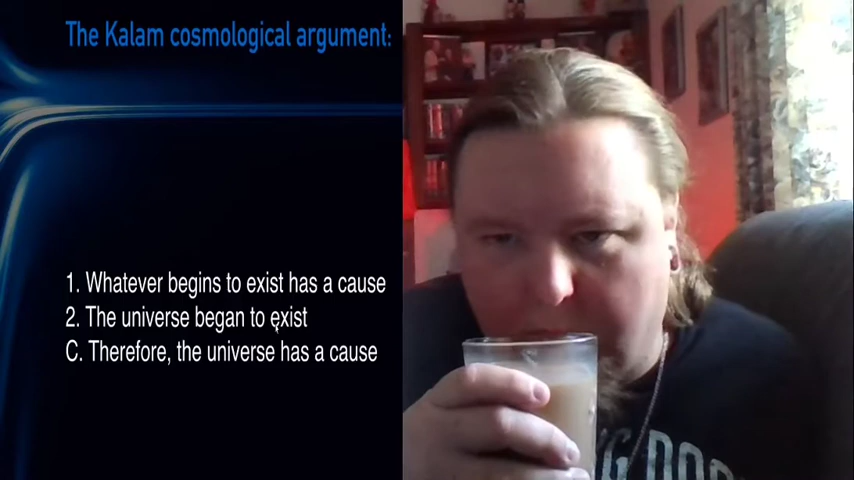 The Kalam cosmological argument:
1. Whatever begins to exist has a cause
2. The universe began to exist
C. Therefore, the universe has a cause